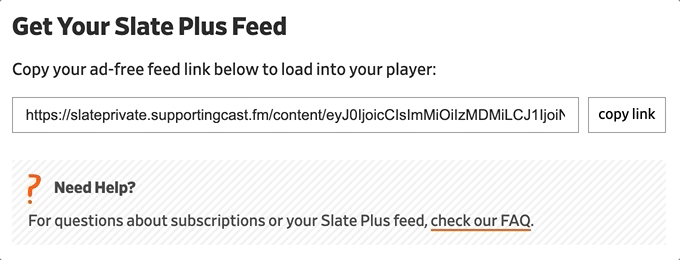 Get Your Slate Plus Feed
Copy your ad-free feed link below to load into your player:
https://slateprivate.supportingcast.fm/content/eyJ0IjoicCIsImMiOiIzMDMiLCJ1IjoiN
copy link
?
Need Help?
For questions about subscriptions or your Slate Plus feed, check our FAQ.